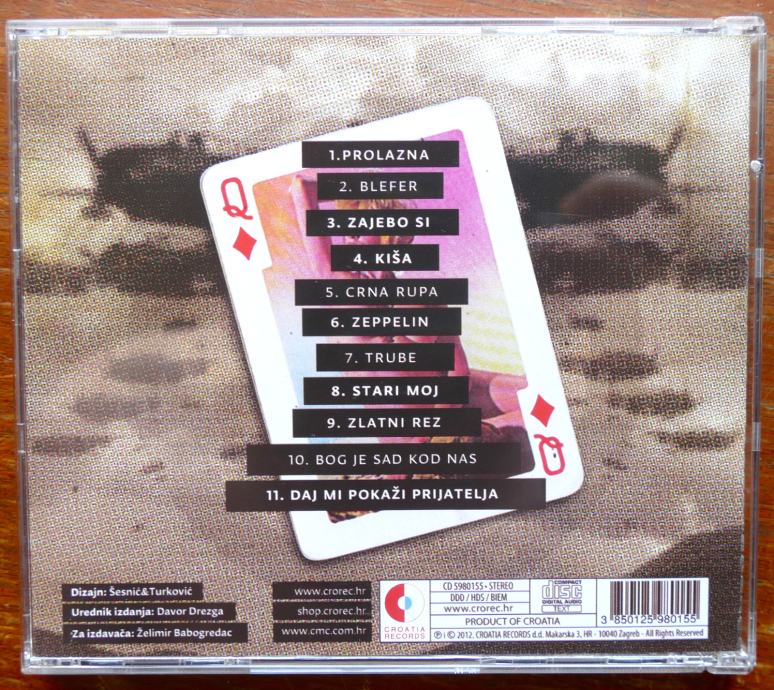 Q
1.PROLAZNA
2. BLEFER
3. ZAJEBO SI
4. KIŠA
5. CRNA RUPA
6. ZEPPELIN
7. TRUBE
8. STARI MOJ
9. ZLATNI REZ
10. BOG JE SAD KOD NAS
11. DAJ MI POKAŽI PRIJATELJA
Q
Dizajn: Šesnić&Turković
Urednik izdanja: Davor Drezga
Za izdavača: Želimir Babogredac
www.crorec.hr
shop.crorec.hr
www.cmc.com.hr
CROATIA
RECORDS
CD 5980155 • STEREO
DDD / HDS / BIEM
www.crorec.hr
COMPACT
disc
DIGITAL AUDIO
TEXT
PRODUCT OF CROATIA
3 850125 980155
℗ i © 2012. CROATIA RECORDS d.d. Makarska 3, HR - 10040 Zagreb - All Rights Reserved